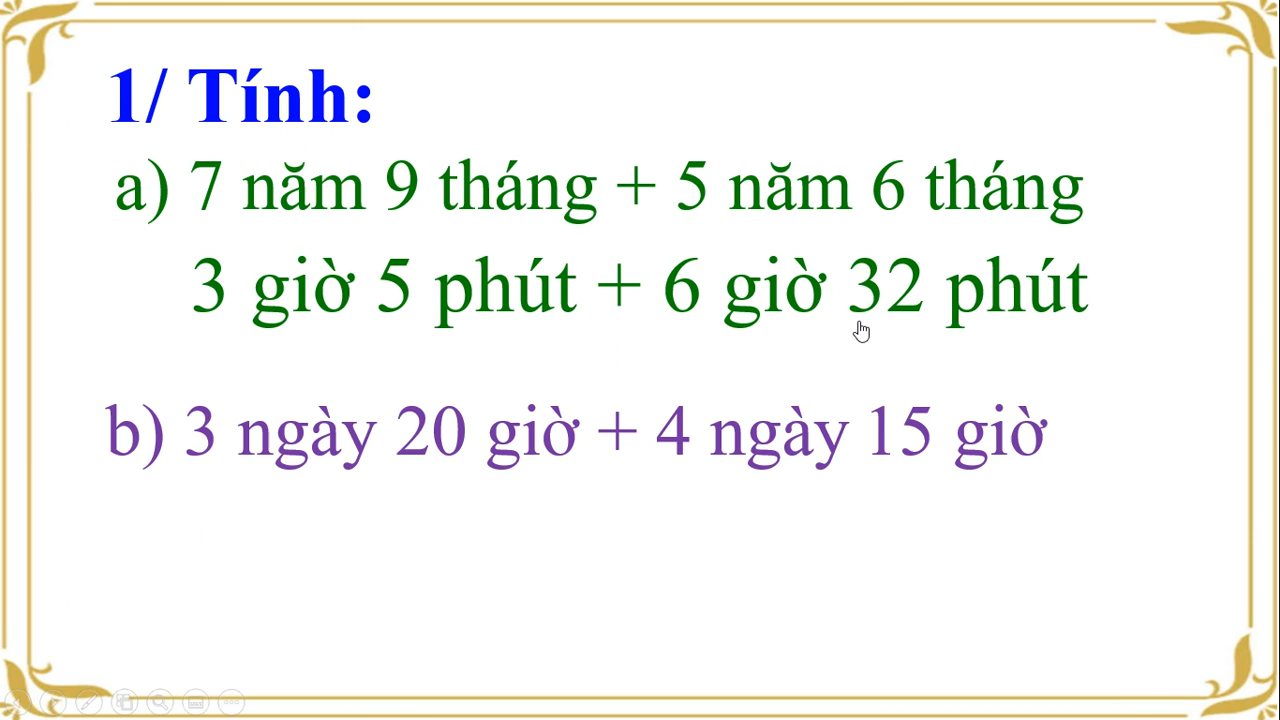 1/ Tính:
a) 7 năm 9 tháng + 5 năm 6 tháng
3 giờ 5 phút + 6 giờ 32 phút
b) 3 ngày 20 giờ + 4 ngày 15 giờ